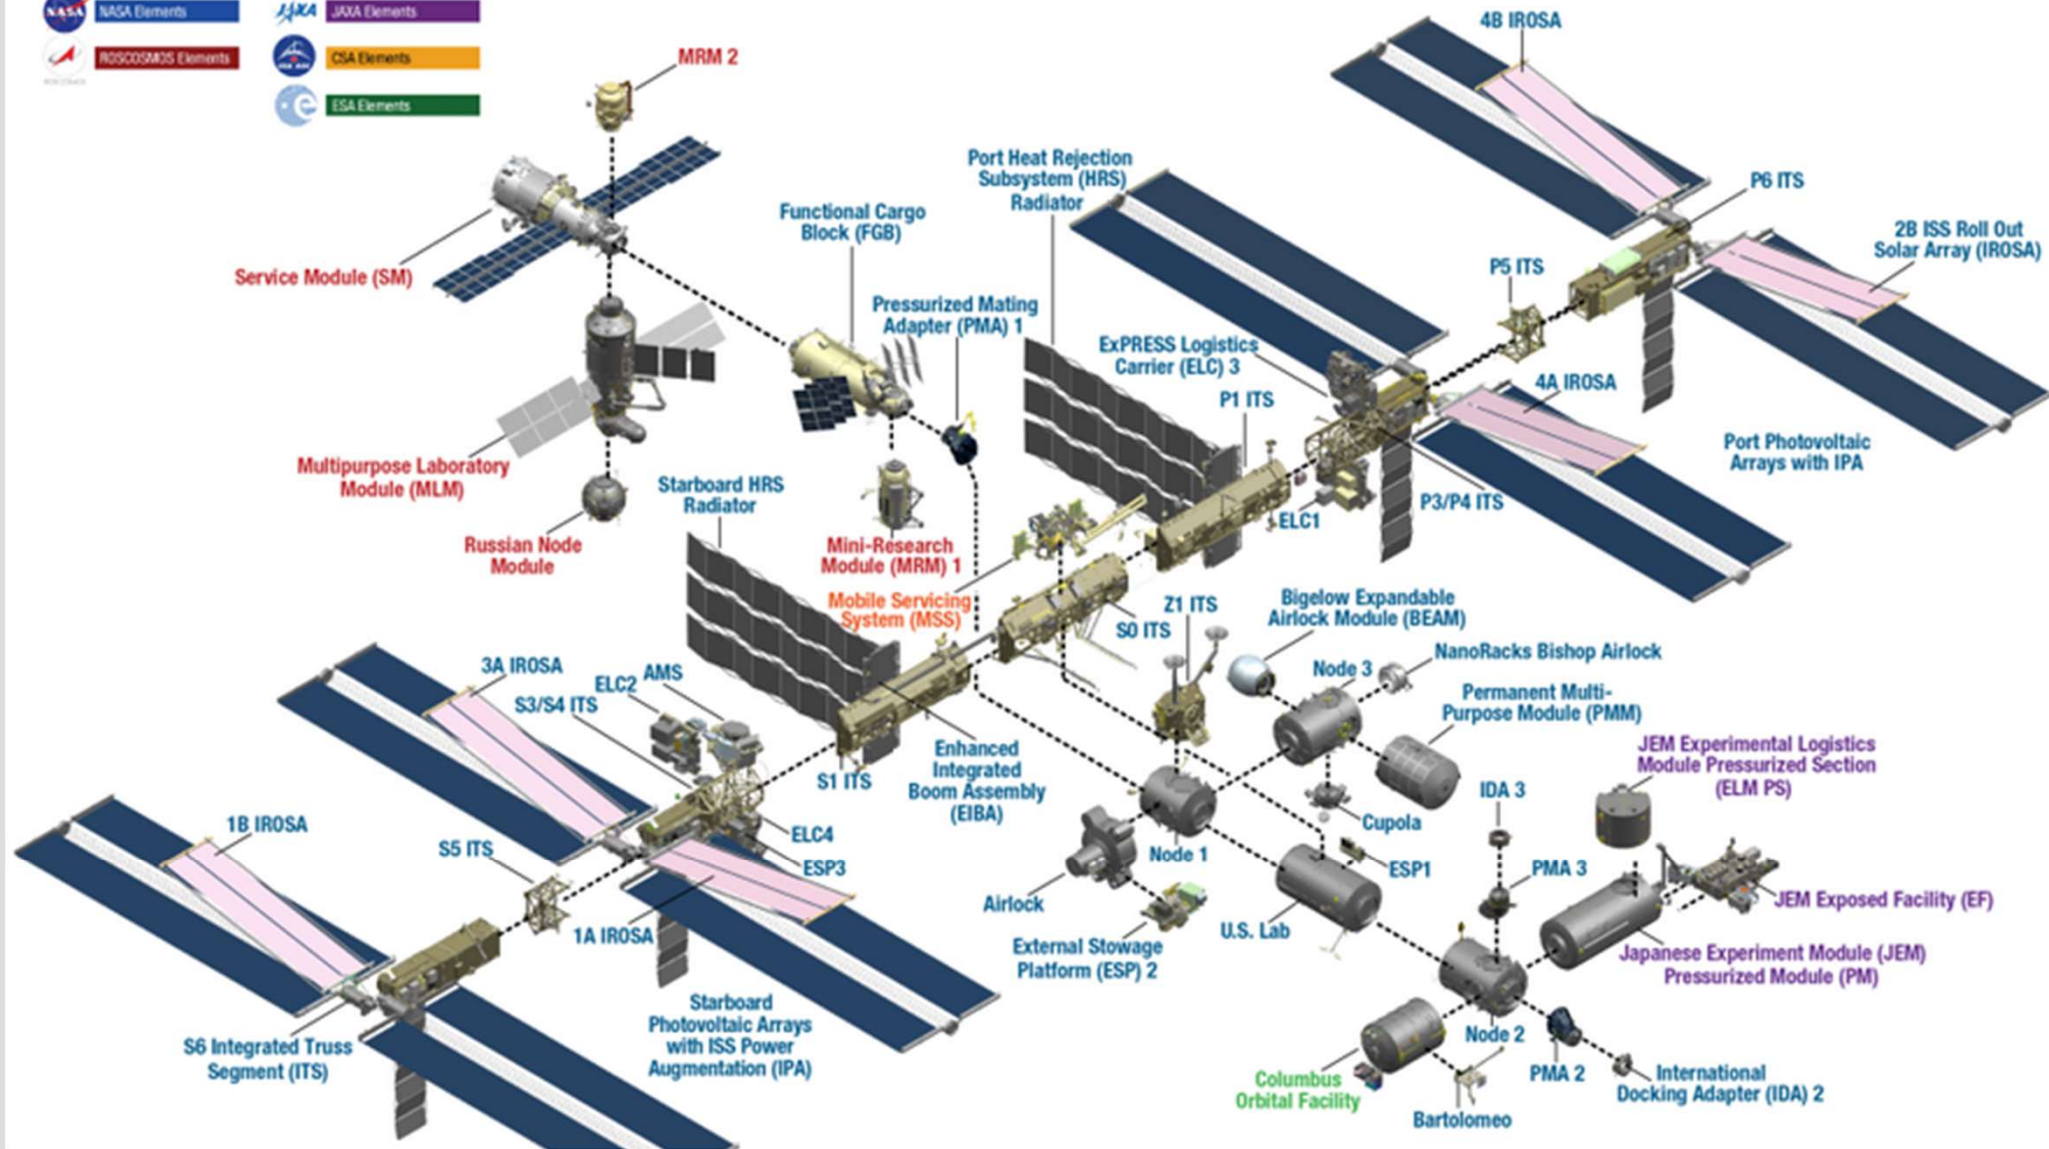 NASA
NASA Elements
JAXA
JAXA Elements
ROSCOSMOS Elements
CSA Elements
ESA Elements
MRM 2
4B IROSA
Port Heat Rejection
Subsystem (HRS)
Radiator
P6 ITS
Functional Cargo
Block (FGB)
2B ISS Roll Out
Solar Array (IROSA)
Service Module (SM)
P5 ITS
Pressurized Mating
Adapter (PMA) 1
ExPRESS Logistics
Carrier (ELC) 3
4A IROSA
P1 ITS
Port Photovoltaic
Arrays with IPA
Multipurpose Laboratory
Module (MLM)
Starboard HRS
Radiator
P3/P4 ITS
ELC1
Russian Node
Module
Mini-Research
Module (MRM) 1
Mobile Servicing
System (MSS)
Z1 ITS
S0 ITS
Bigelow Expandable
Airlock Module (BEAM)
NanoRacks Bishop Airlock
Node 3
3A IROSA
ELC2
AMS
S3/S4 ITS
Permanent Multi-
Purpose Module (PMM)
JEM Experimental Logistics
Module Pressurized Section
(ELM PS)
S1 ITS
Enhanced
Integrated
Boom Assembly
(EIBA)
IDA 3
Cupola
1B IROSA
ELC4
S5 ITS
Node 1
ESP3
ESP1
PMA 3
Airlock
JEM Exposed Facility (EF)
1A IROSA
U.S. Lab
External Stowage
Platform (ESP) 2
Japanese Experiment Module (JEM)
Pressurized Module (PM)
Starboard
Photovoltaic Arrays
with ISS Power
Augmentation (IPA)
Node 2
S6 Integrated Truss
Segment (ITS)
Columbus
Orbital Facility
PMA 2
International
Docking Adapter (IDA) 2
Bartolomeo